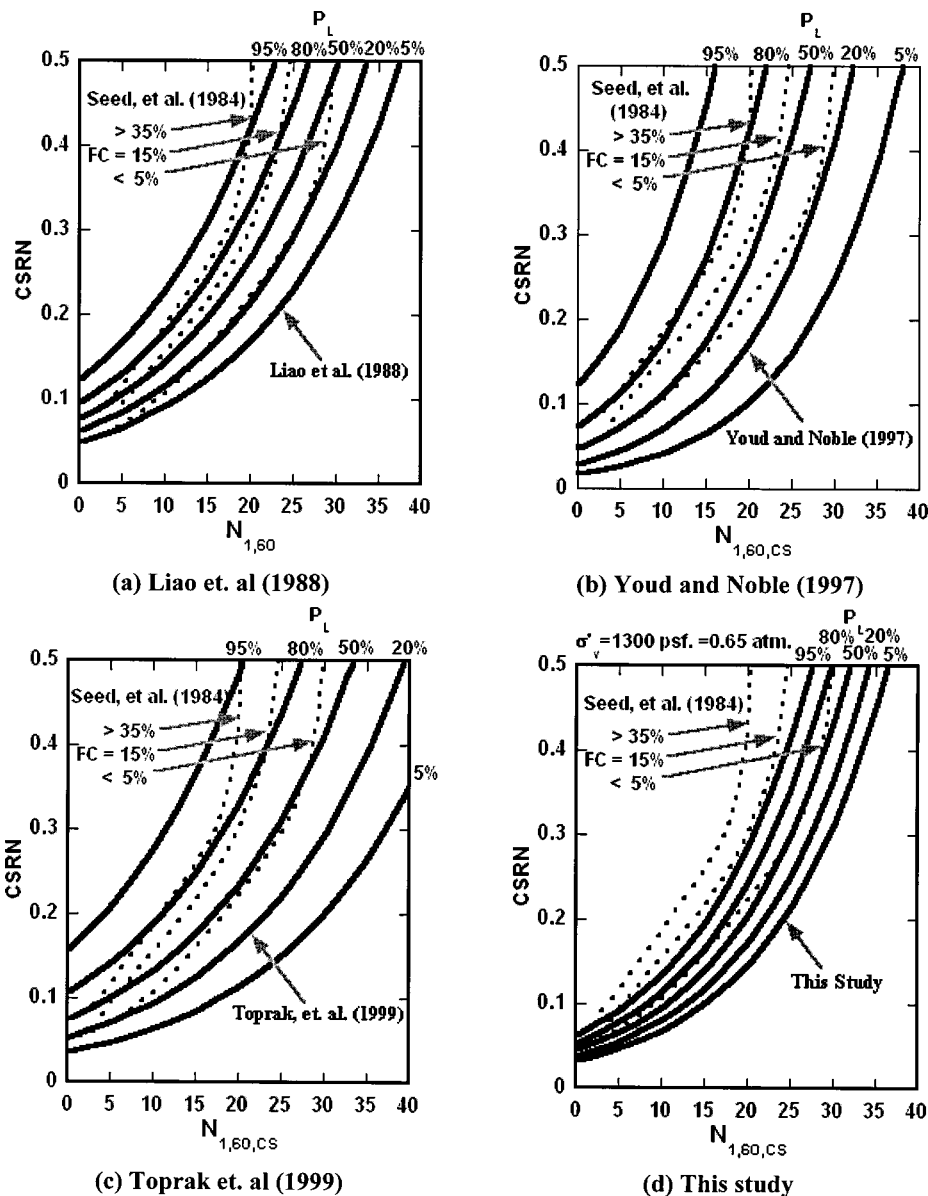 P_L
95% 80% 50% 20% 5%
0.5
Seed, et al. (1984)
> 35%
0.4
FC = 15%
< 5%
0.3
CSRN
0.2
Liao et al. (1988)
0.1
0
0 5 10 15 20 25 30 35 40
N_1,60
(a) Liao et. al (1988)
P_L
95% 80% 50% 20% 5%
0.5
Seed, et al.
(1984)
> 35%
0.4
FC = 15%
< 5%
0.3
CSRN
0.2
0.1
Youd and Noble (1997)
0
0 5 10 15 20 25 30 35 40
N_1,60,CS
(b) Youd and Noble (1997)
P_L
95% 80% 50% 20%
0.5
Seed, et al. (1984)
> 35%
0.4
FC = 15%
< 5%
5%
0.3
CSRN
0.2
0.1
Toprak, et. al. (1999)
0
0 5 10 15 20 25 30 35 40
N_1,60,CS
(c) Toprak et. al (1999)
P_L
σ'_v =1300 psf. =0.65 atm.
80% 20%
95% 50% 5%
0.5
Seed, et al. (1984)
> 35%
0.4
FC = 15%
< 5%
0.3
CSRN
0.2
This Study
0.1
0
0 5 10 15 20 25 30 35 40
N_1,60,CS
(d) This study